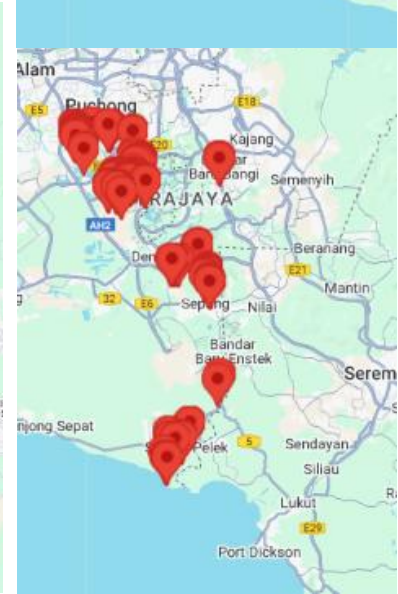 Alam
E5
Puchong
E18
E20
Kajang
Bangi
Semenyih
RAJAYA
AH2
Beranang
E21
Mantin
32
E6
Nilai
Bandar
Enstek
Serem
njong Sepat
Pelek
5
Sendayan
Siliau
Lukut
E29
Port Dickson